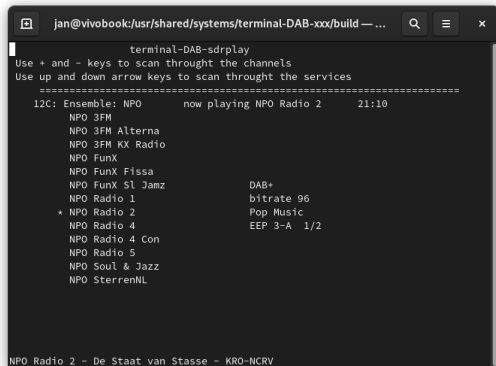 jan@vivobook:/usr/shared/systems/terminal-DAB-xxx/build — ...
terminal-DAB-sdrplay
Use + and - keys to scan throught the channels
Use up and down arrow keys to scan throught the services
======================================================================
12C: Ensemble: NPO now playing NPO Radio 2 21:10
NPO 3FM
NPO 3FM Alterna
NPO 3FM KX Radio
NPO FunX
NPO FunX Fissa
NPO FunX Sl Jamz DAB+
NPO Radio 1 bitrate 96
* NPO Radio 2 Pop Music
NPO Radio 4 EEP 3-A 1/2
NPO Radio 4 Con
NPO Radio 5
NPO Soul & Jazz
NPO SterrenNL
NPO Radio 2 - De Staat van Stasse - KRO-NCRV